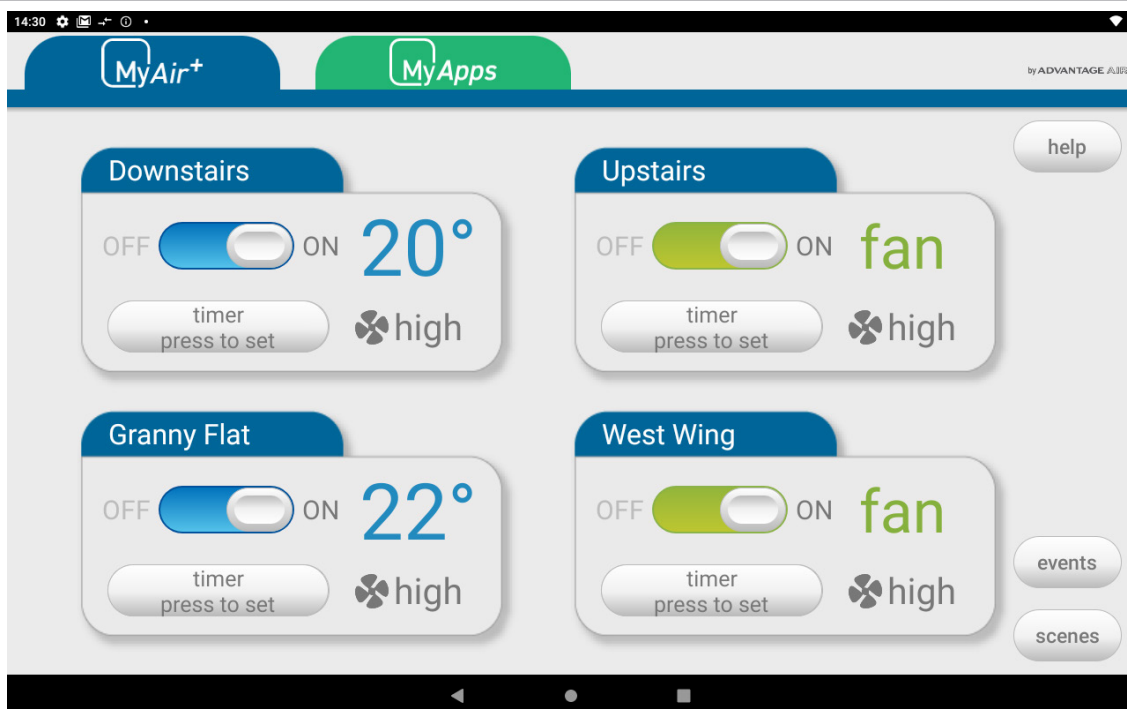 14:30
MyAir+
MyApps
by ADVANTAGE AIR
help
Downstairs
OFF ON 20°
timer
press to set
high
Upstairs
OFF ON fan
timer
press to set
high
Granny Flat
OFF ON 22°
timer
press to set
high
West Wing
OFF ON fan
timer
press to set
high
events
scenes